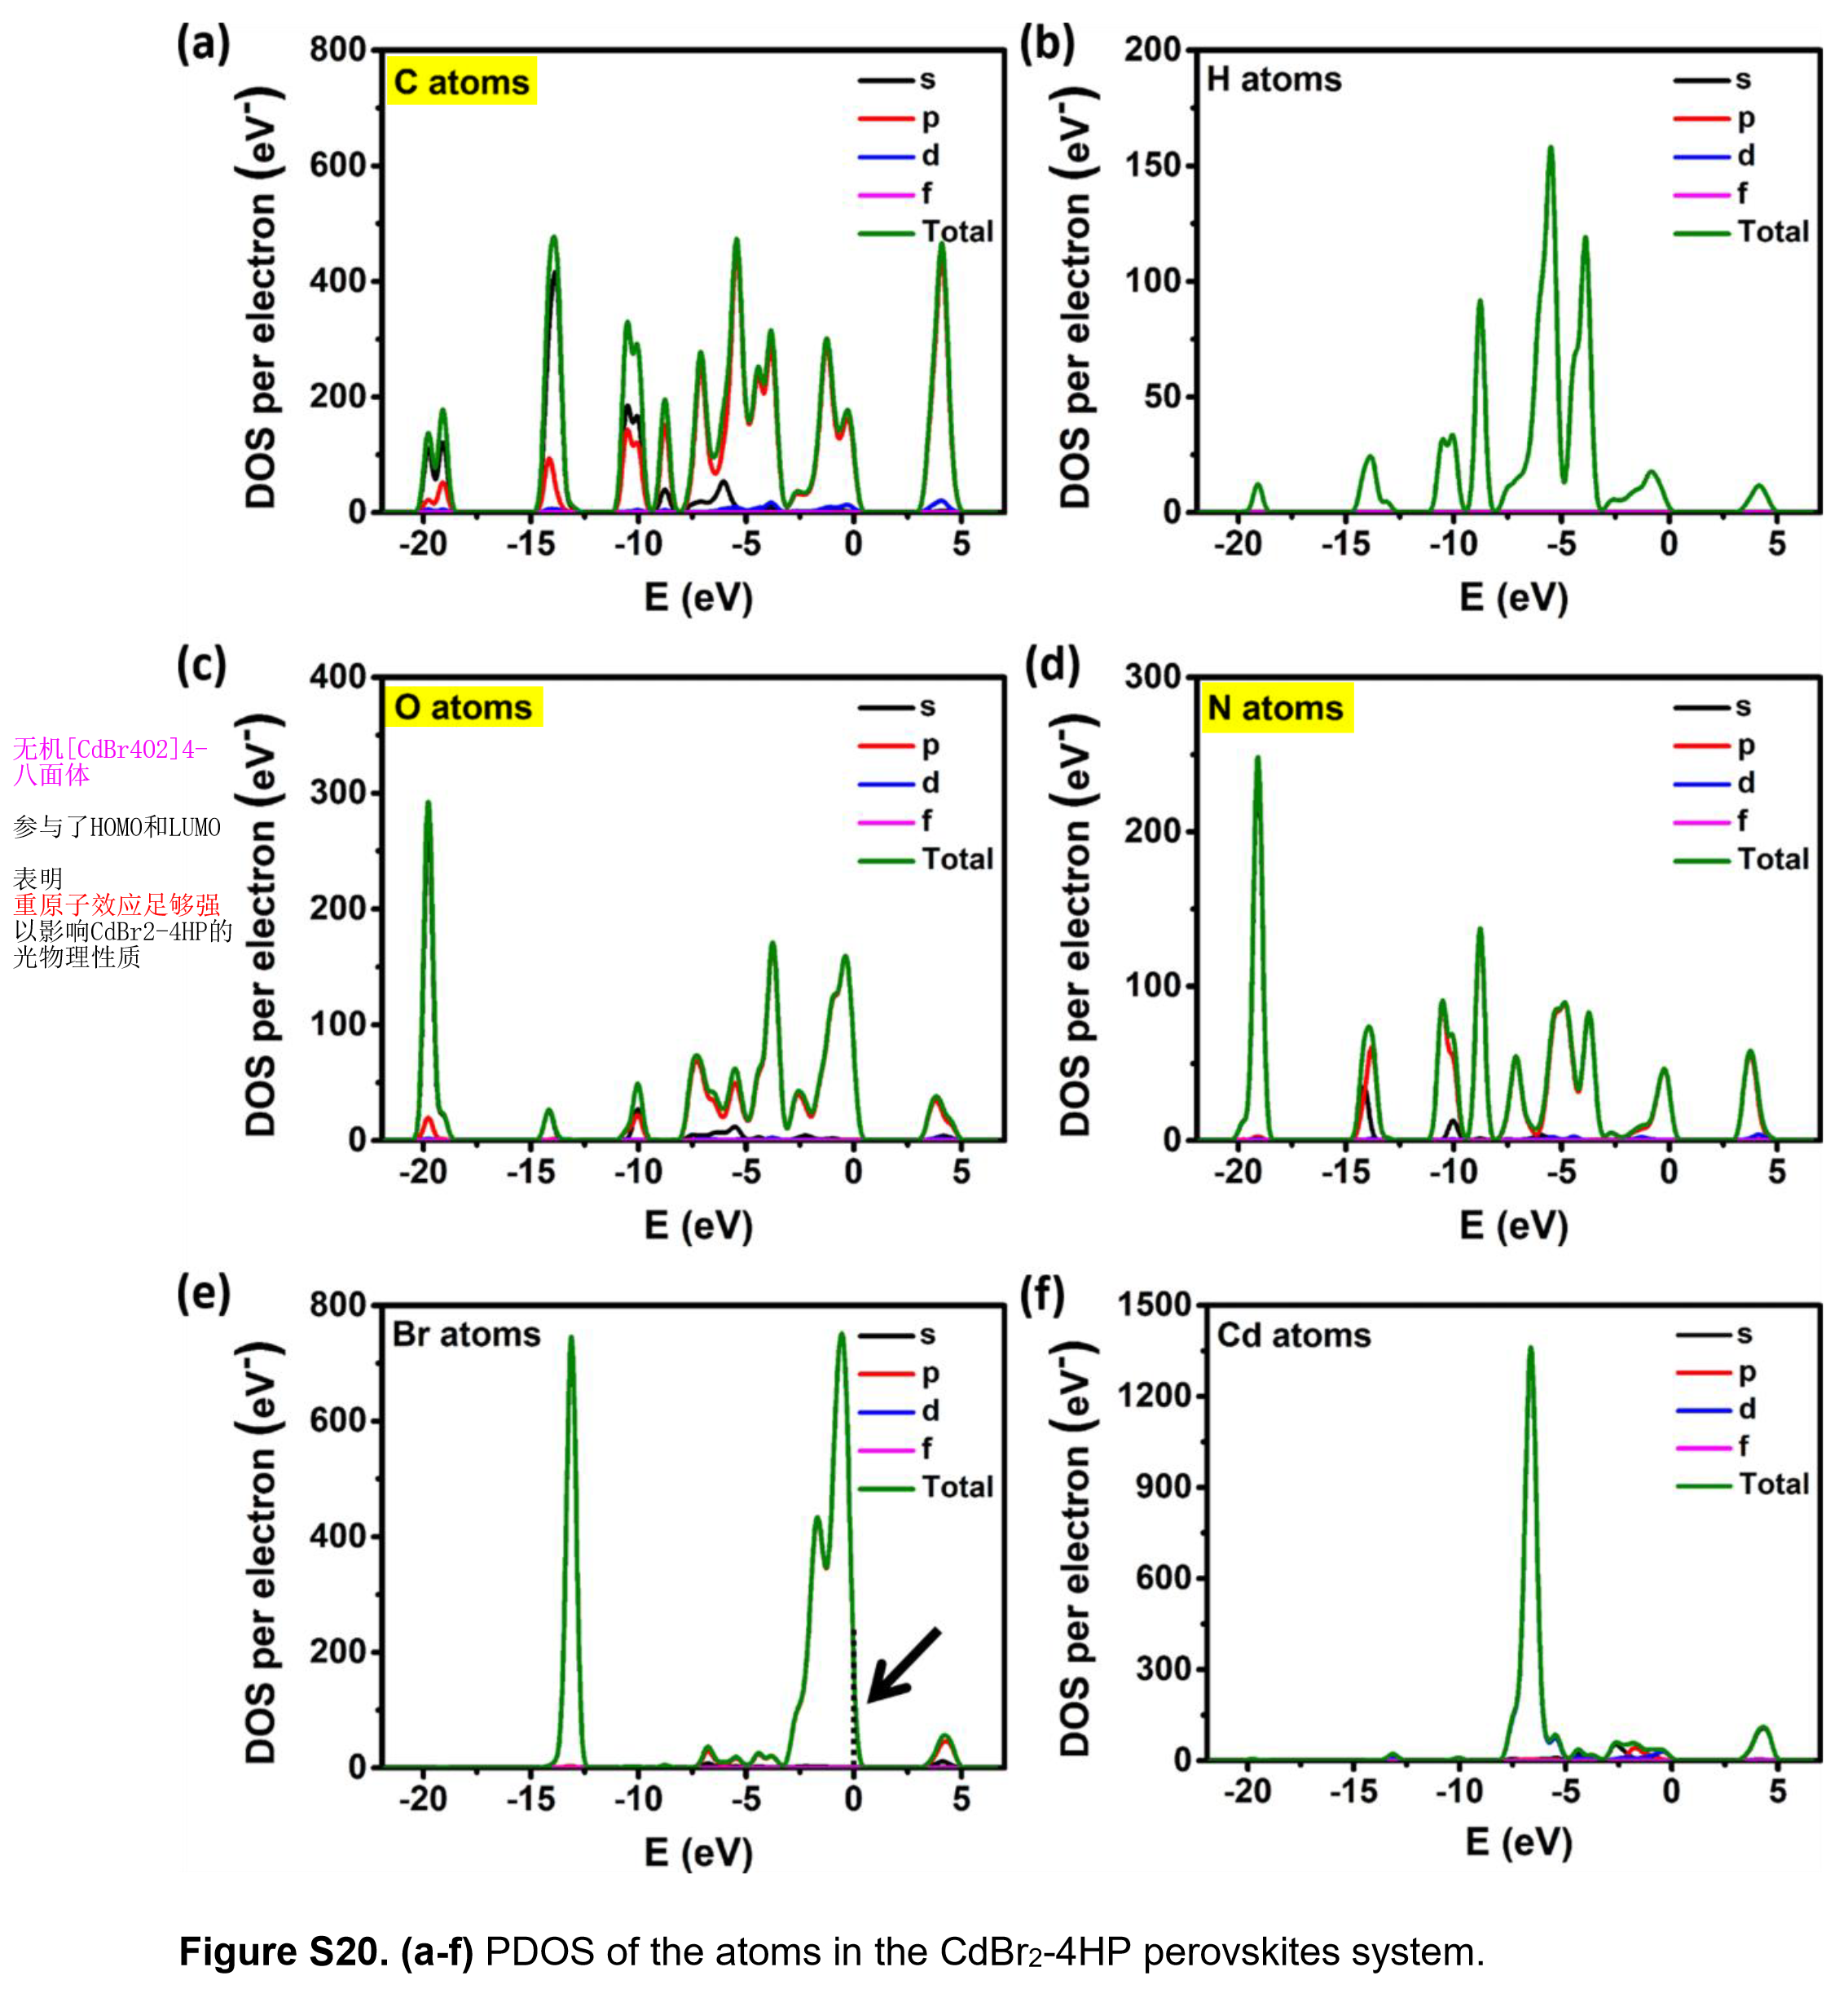 (a)
800
600
400
200
0
-20 -15 -10 -5 0 5
DOS per electron (eV⁻)
E (eV)
C atoms
s
p
d
f
Total
(b)
200
150
100
50
0
-20 -15 -10 -5 0 5
DOS per electron (eV⁻)
E (eV)
H atoms
s
p
d
f
Total
无机[CdBr4O2]4-
八面体
参与了HOMO和LUMO
表明
重原子效应足够强
以影响CdBr2-4HP的
光物理性质
(c)
400
300
200
100
0
-20 -15 -10 -5 0 5
DOS per electron (eV⁻)
E (eV)
O atoms
s
p
d
f
Total
(d)
300
200
100
0
-20 -15 -10 -5 0 5
DOS per electron (eV⁻)
E (eV)
N atoms
s
p
d
f
Total
(e)
800
600
400
200
0
-20 -15 -10 -5 0 5
DOS per electron (eV⁻)
E (eV)
Br atoms
s
p
d
f
Total
(f)
1500
1200
900
600
300
0
-20 -15 -10 -5 0 5
DOS per electron (eV⁻)
E (eV)
Cd atoms
s
p
d
f
Total
Figure S20. (a-f) PDOS of the atoms in the CdBr₂-4HP perovskites system.